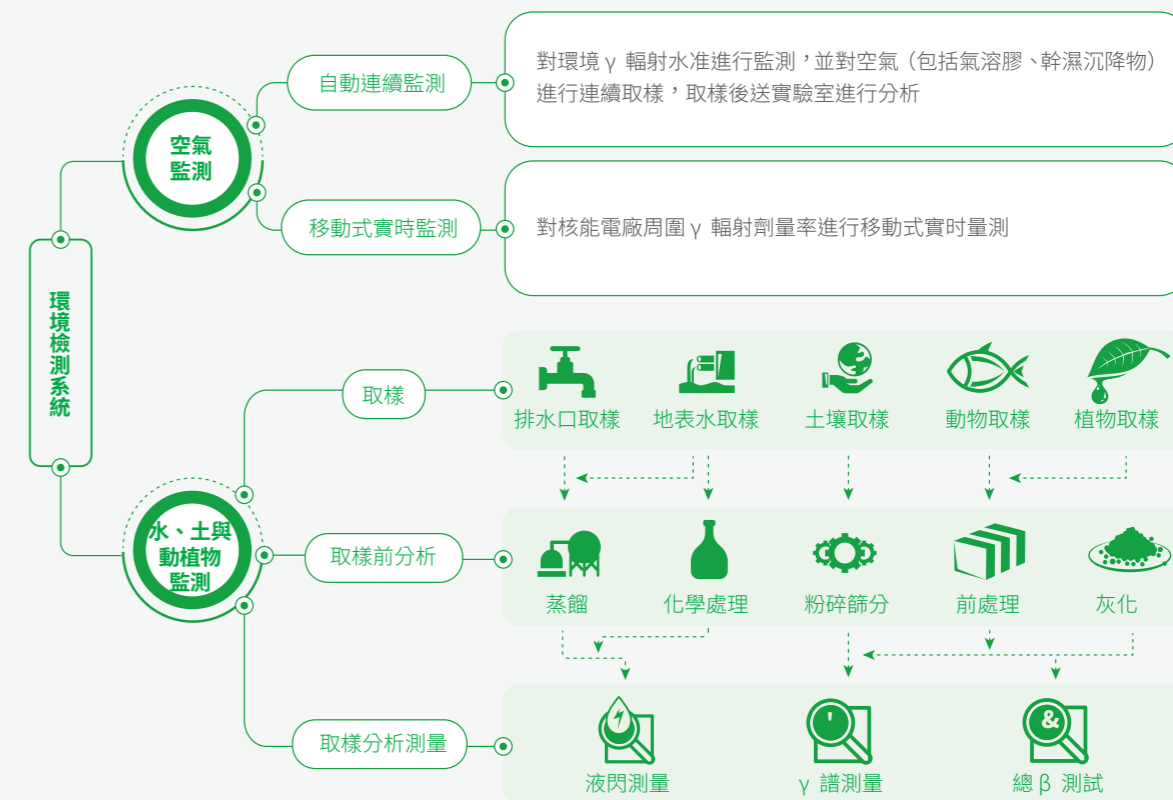 環境檢測系統
空氣
監測
自動連續監測
對環境 γ 輻射水准進行監測，並對空氣（包括氣溶膠、幹濕沉降物）
進行連續取樣，取樣後送實驗室進行分析
移動式實時監測
對核能電廠周圍 γ 輻射劑量率進行移動式實时量測
水、土與
動植物
監測
取樣
排水口取樣
地表水取樣
土壤取樣
動物取樣
植物取樣
取樣前分析
蒸餾
化學處理
粉碎篩分
前處理
灰化
取樣分析測量
'
&
液閃測量
γ 譜測量
總 β 測試